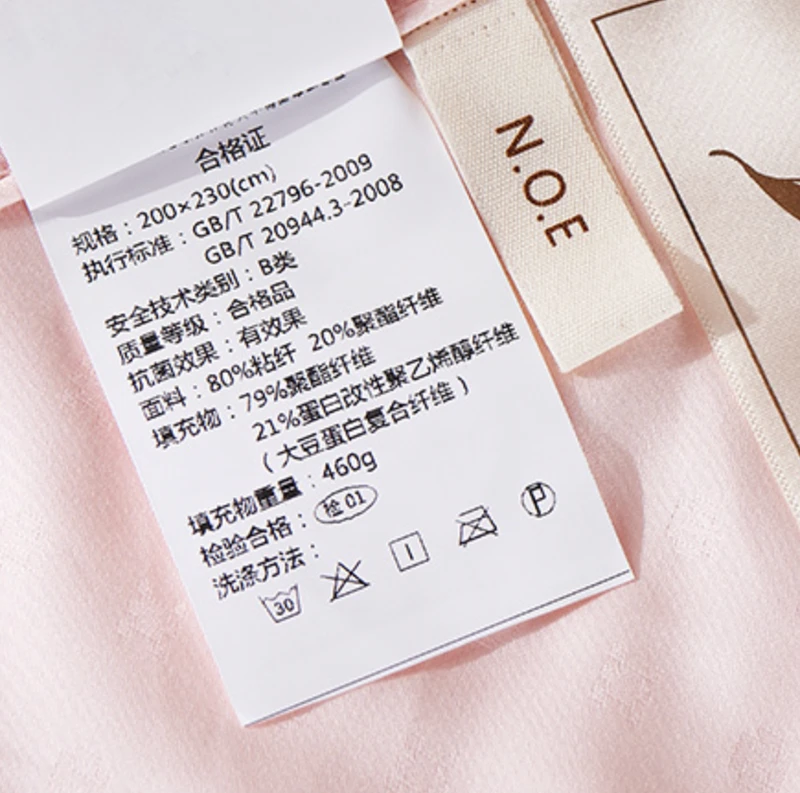 合格证
规格：200×230(cm)
执行标准：GB/T 22796-2009
GB/T 20944.3-2008
安全技术类别：B类
质量等级：合格品
抗菌效果：有效果
面料：80%粘纤 20%聚酯纤维
填充物：79%聚酯纤维
21%蛋白改性聚乙烯醇纤维
（大豆蛋白复合纤维）
填充物重量：460g
检验合格：检 01
洗涤方法：
30
P
N.O.E